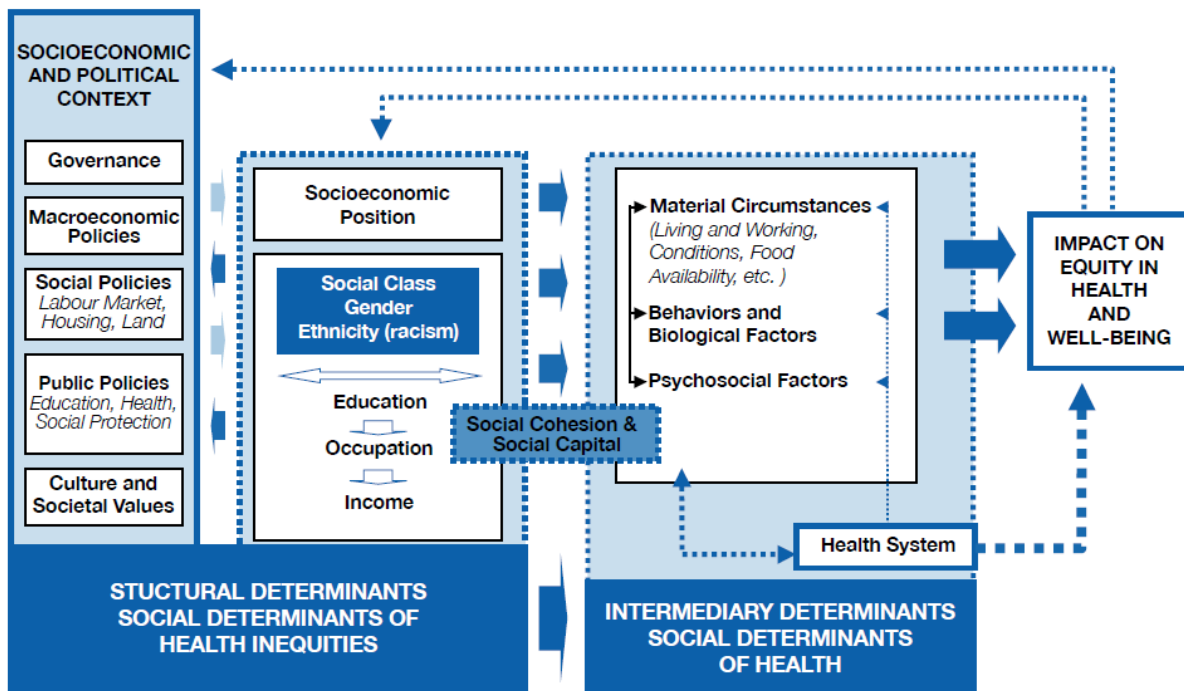 SOCIOECONOMIC
AND POLITICAL
CONTEXT
Governance
Macroeconomic
Policies
Social Policies
Labour Market,
Housing, Land
Public Policies
Education, Health,
Social Protection
Culture and
Societal Values
Socioeconomic
Position
Social Class
Gender
Ethnicity (racism)
Education
Occupation
Income
Social Cohesion &
Social Capital
Material Circumstances
(Living and Working,
Conditions, Food
Availability, etc. )
Behaviors and
Biological Factors
Psychosocial Factors
Health System
IMPACT ON
EQUITY IN
HEALTH
AND
WELL-BEING
STUCTURAL DETERMINANTS
SOCIAL DETERMINANTS OF
HEALTH INEQUITIES
INTERMEDIARY DETERMINANTS
SOCIAL DETERMINANTS
OF HEALTH